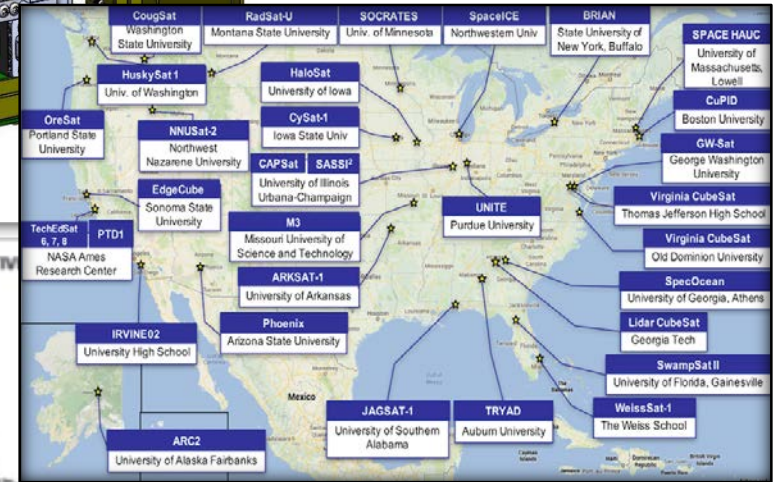 CougSat
Washington
State University
RadSat-U
Montana State University
SOCRATES
Univ. of Minnesota
SpaceICE
Northwestern Univ
BRIAN
State University of
New York, Buffalo
SPACE HAUC
University of
Massachusetts,
Lowell
HuskySat 1
Univ. of Washington
HaloSat
University of Iowa
CuPID
Boston University
OreSat
Portland State
University
NNUSat-2
Northwest
Nazarene University
CySat-1
Iowa State Univ
GW-Sat
George Washington
University
CAPSat SASSI²
University of Illinois
Urbana-Champaign
EdgeCube
Sonoma State
University
UNITE
Purdue University
Virginia CubeSat
Thomas Jefferson High School
TechEdSat
6, 7, 8
PTD1
NASA Ames
Research Center
M3
Missouri University of
Science and Technology
Virginia CubeSat
Old Dominion University
ARKSAT-1
University of Arkansas
SpecOcean
University of Georgia, Athens
Phoenix
Arizona State University
Lidar CubeSat
Georgia Tech
IRVINE02
University High School
SwampSat II
University of Florida, Gainesville
Mexico
JAGSAT-1
University of Southern
Alabama
TRYAD
Auburn University
WeissSat-1
The Weiss School
ARC2
University of Alaska Fairbanks